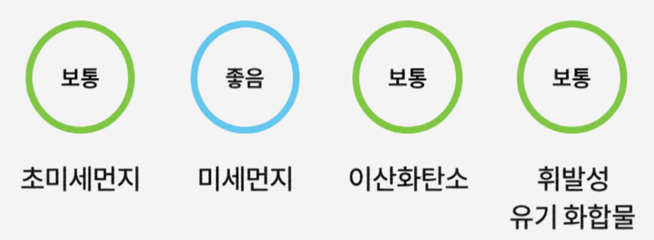 보통
좋음
보통
보통
초미세먼지
미세먼지
이산화탄소
휘발성
유기 화합물